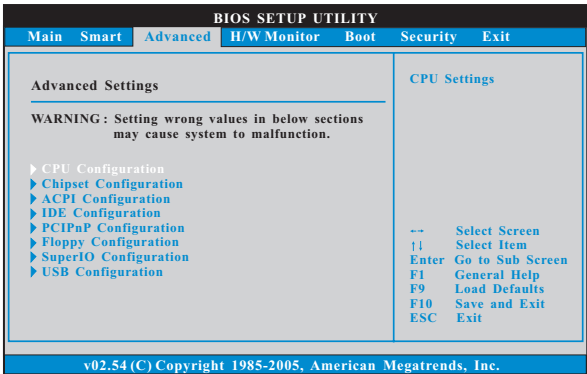 BIOS SETUP UTILITY
Main Smart Advanced H/W Monitor Boot Security Exit
Advanced Settings
WARNING : Setting wrong values in below sections
may cause system to malfunction.
CPU Configuration
Chipset Configuration
ACPI Configuration
IDE Configuration
PCIPnP Configuration
Floppy Configuration
SuperIO Configuration
USB Configuration
CPU Settings
←→ Select Screen
↑↓ Select Item
Enter Go to Sub Screen
F1 General Help
F9 Load Defaults
F10 Save and Exit
ESC Exit
v02.54 (C) Copyright 1985-2005, American Megatrends, Inc.